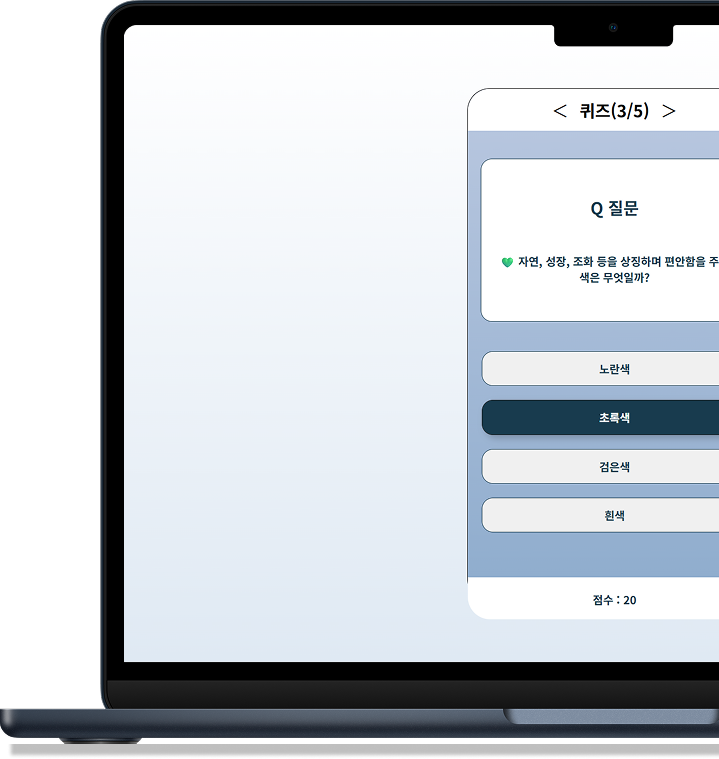 < 퀴즈(3/5) >
Q 질문
💚 자연, 성장, 조화 등을 상징하며 편안함을 주
색은 무엇일까?
노란색
초록색
검은색
흰색
점수 : 20